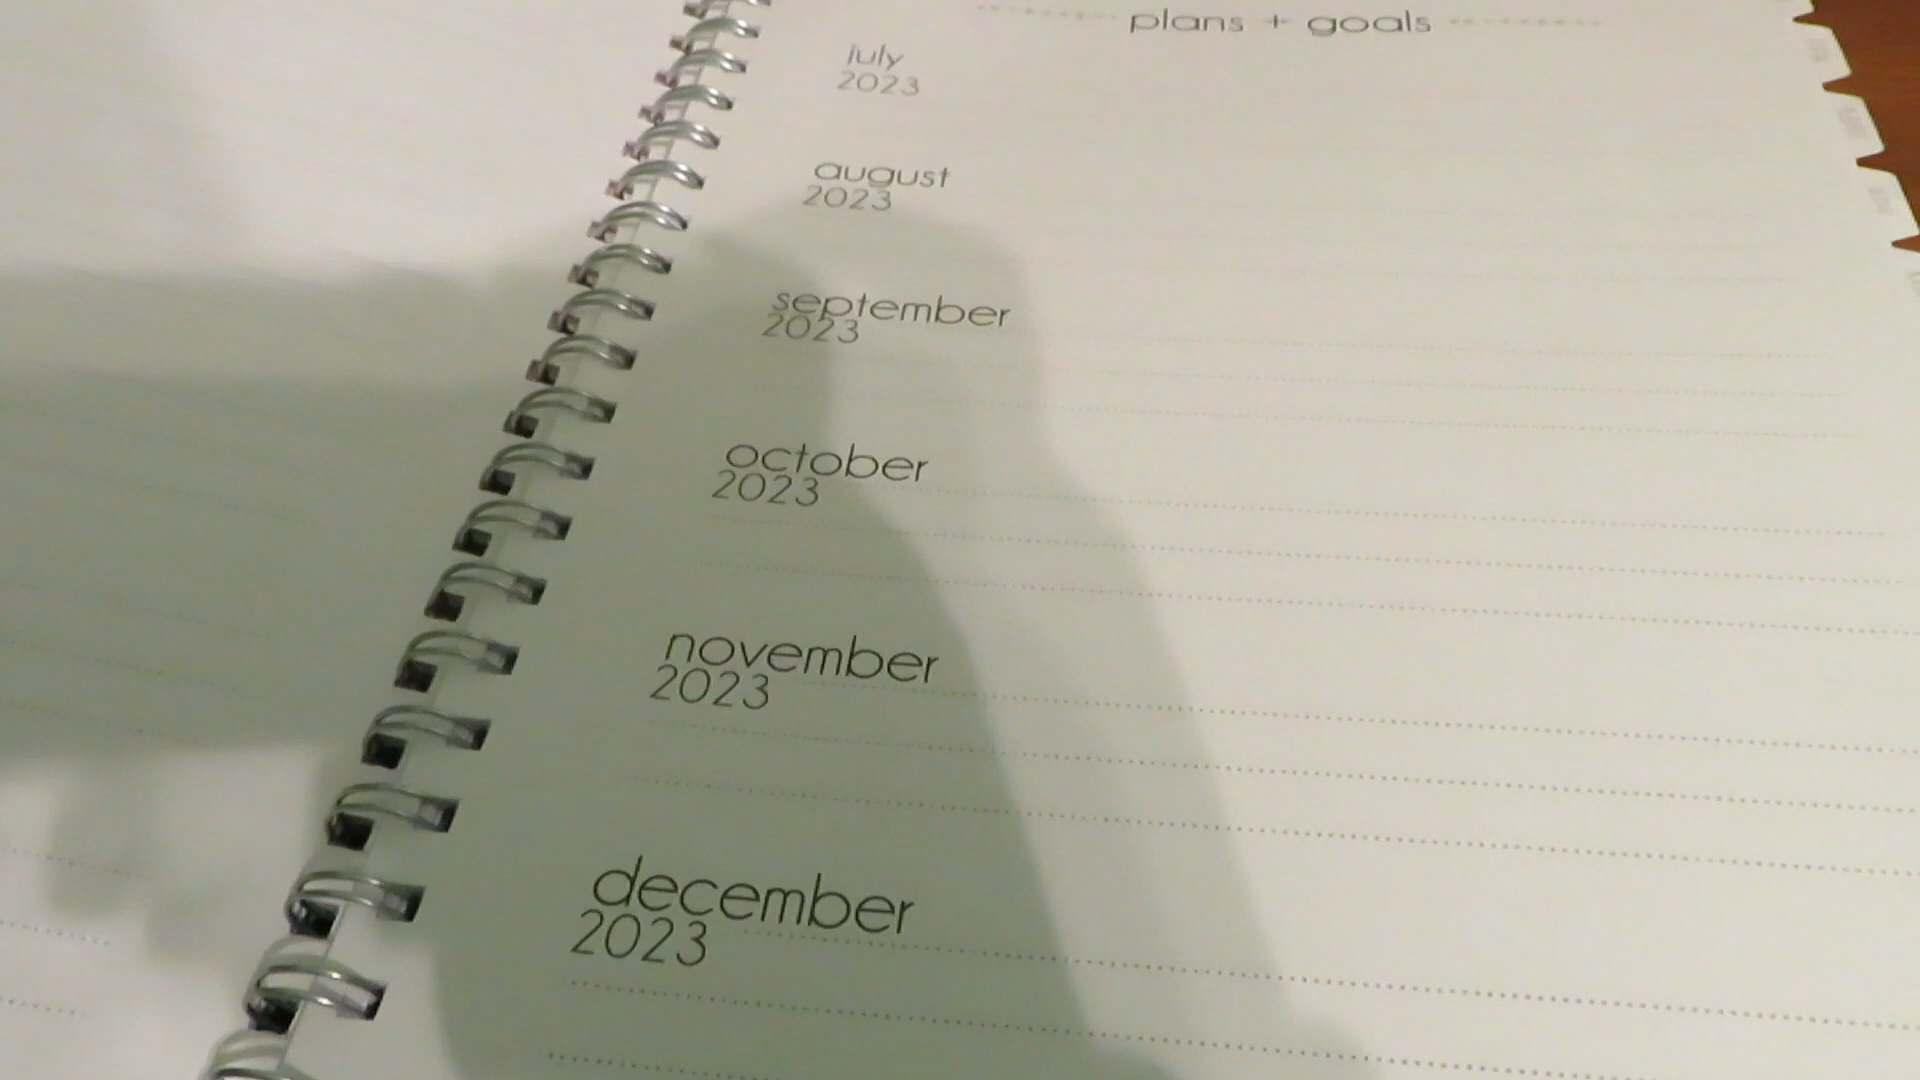 plans + goals
july
2023
august
2023
september
2023
october
2023
november
2023
december
2023